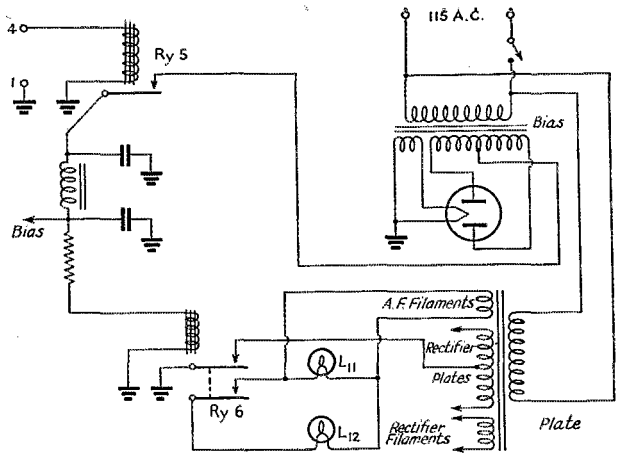 115 A.C.
4
Ry 5
1
Bias
Bias
A.F. Filaments
Rectifier
Plates
L11
Ry 6
L12
Rectifier
Filaments
Plate